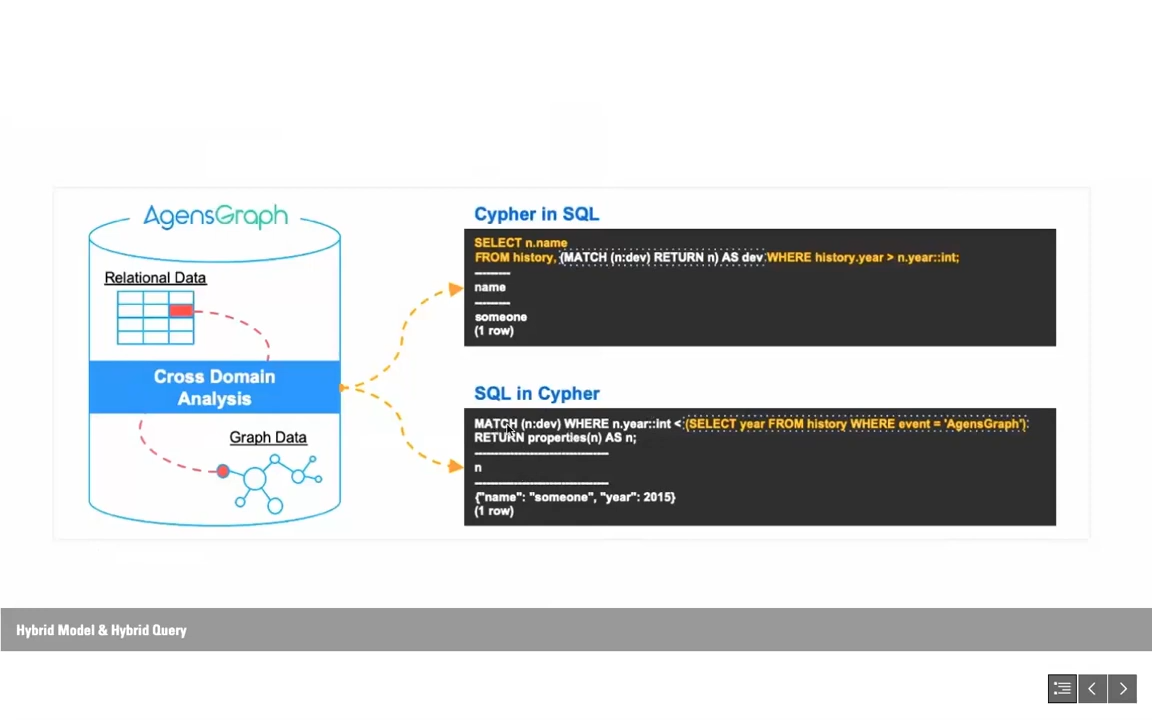 AgensGraph
Relational Data
Cross Domain
Analysis
Graph Data
Cypher in SQL
SELECT n.name
FROM history, (MATCH (n:dev) RETURN n) AS dev WHERE history.year > n.year::int;
---------
name
---------
someone
(1 row)
SQL in Cypher
MATCH (n:dev) WHERE n.year::int < (SELECT year FROM history WHERE event = 'AgensGraph')
RETURN properties(n) AS n;
---------------------------------
n
---------------------------------
{"name": "someone", "year": 2015}
(1 row)
Hybrid Model & Hybrid Query